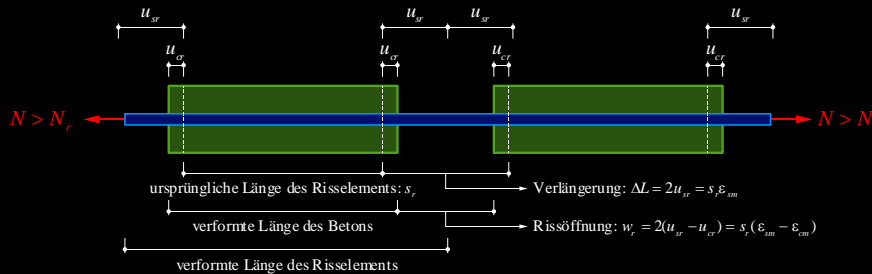 u_sr u_sr u_sr u_sr
u_cr u_cr u_cr u_cr
N > N_r N > N
ursprüngliche Länge des Risselements: s_r
Verlängerung: ΔL = 2u_sr = s_r ε_sm
verformte Länge des Betons
Rissöffnung: w_r = 2(u_sr − u_cr) = s_r(ε_sm − ε_cm)
verformte Länge des Risselements